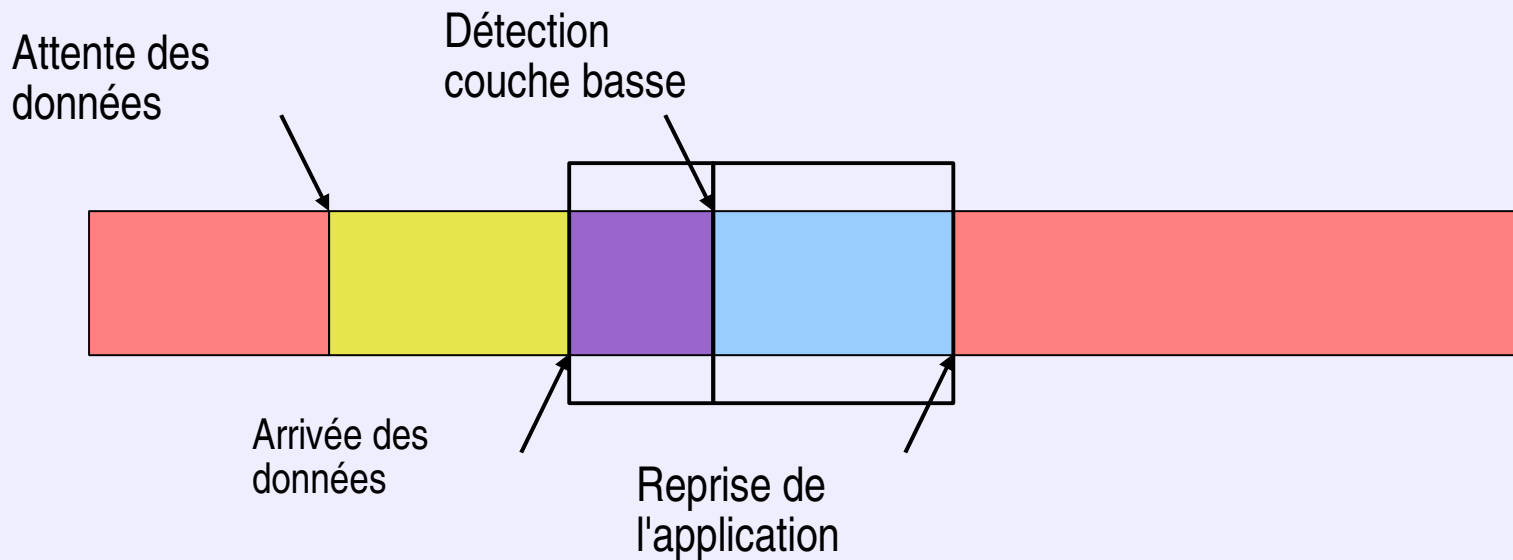 Attente des
données
Détection
couche basse
Arrivée des
données
Reprise de
l'application